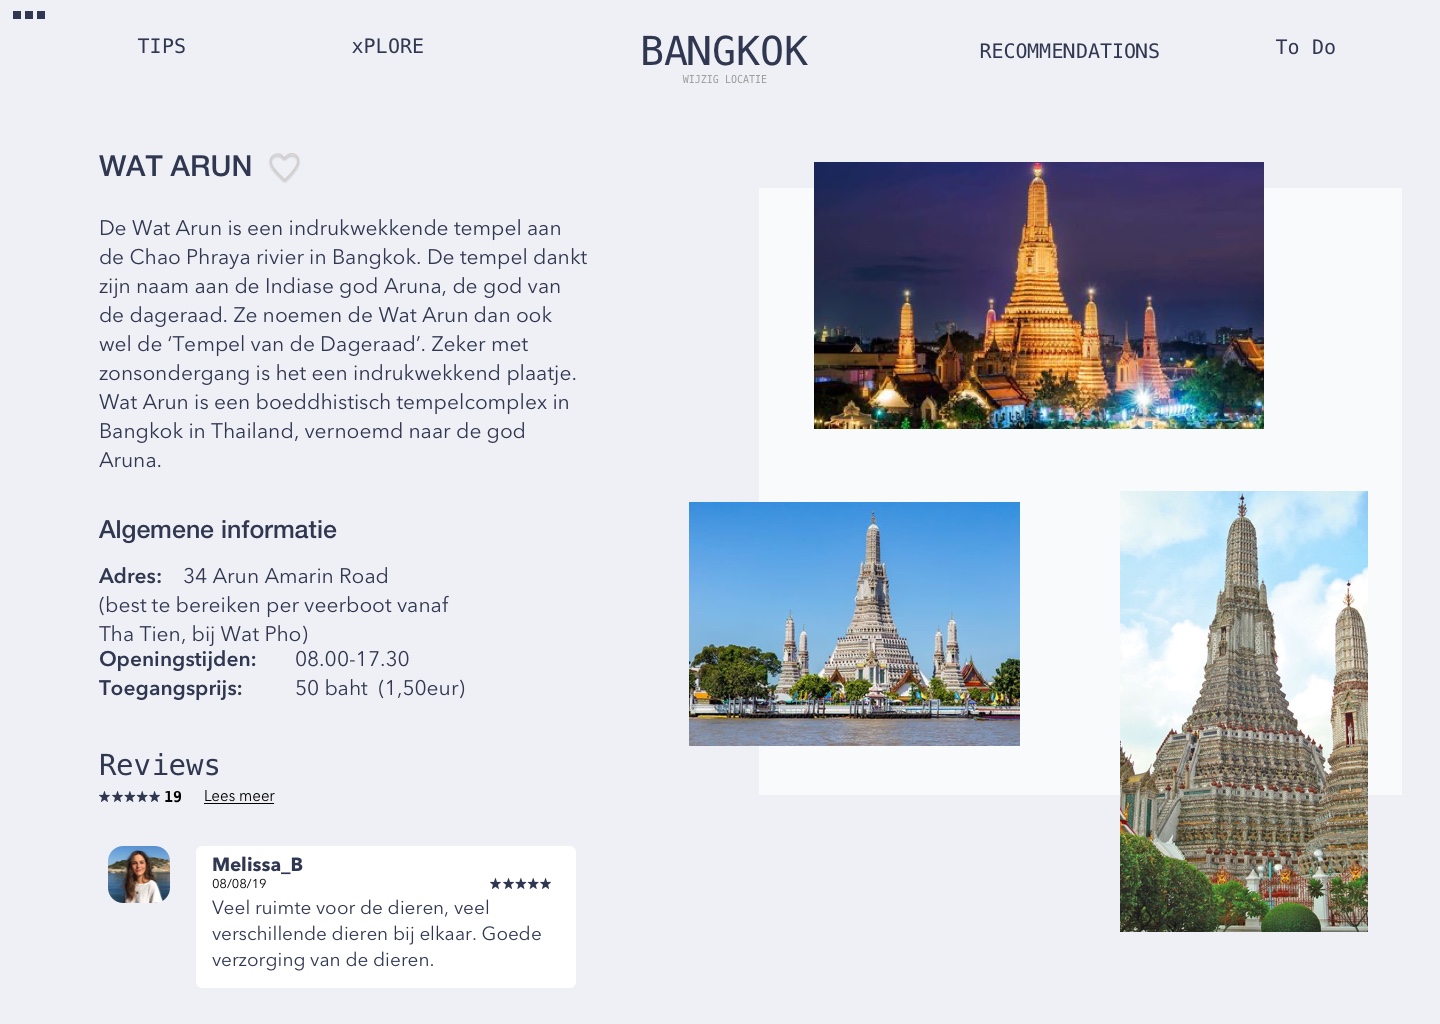 TIPS
xPLORE
BANGKOK
WIJZIG LOCATIE
RECOMMENDATIONS
To Do
WAT ARUN
De Wat Arun is een indrukwekkende tempel aan
de Chao Phraya rivier in Bangkok. De tempel dankt
zijn naam aan de Indiase god Aruna, de god van
de dageraad. Ze noemen de Wat Arun dan ook
wel de ‘Tempel van de Dageraad’. Zeker met
zonsondergang is het een indrukwekkend plaatje.
Wat Arun is een boeddhistisch tempelcomplex in
Bangkok in Thailand, vernoemd naar de god
Aruna.
Algemene informatie
Adres: 34 Arun Amarin Road
(best te bereiken per veerboot vanaf
Tha Tien, bij Wat Pho)
Openingstijden: 08.00-17.30
Toegangsprijs: 50 baht (1,50eur)
Reviews
★★★★★ 19 Lees meer
Melissa_B
08/08/19 ★★★★★
Veel ruimte voor de dieren, veel
verschillende dieren bij elkaar. Goede
verzorging van de dieren.